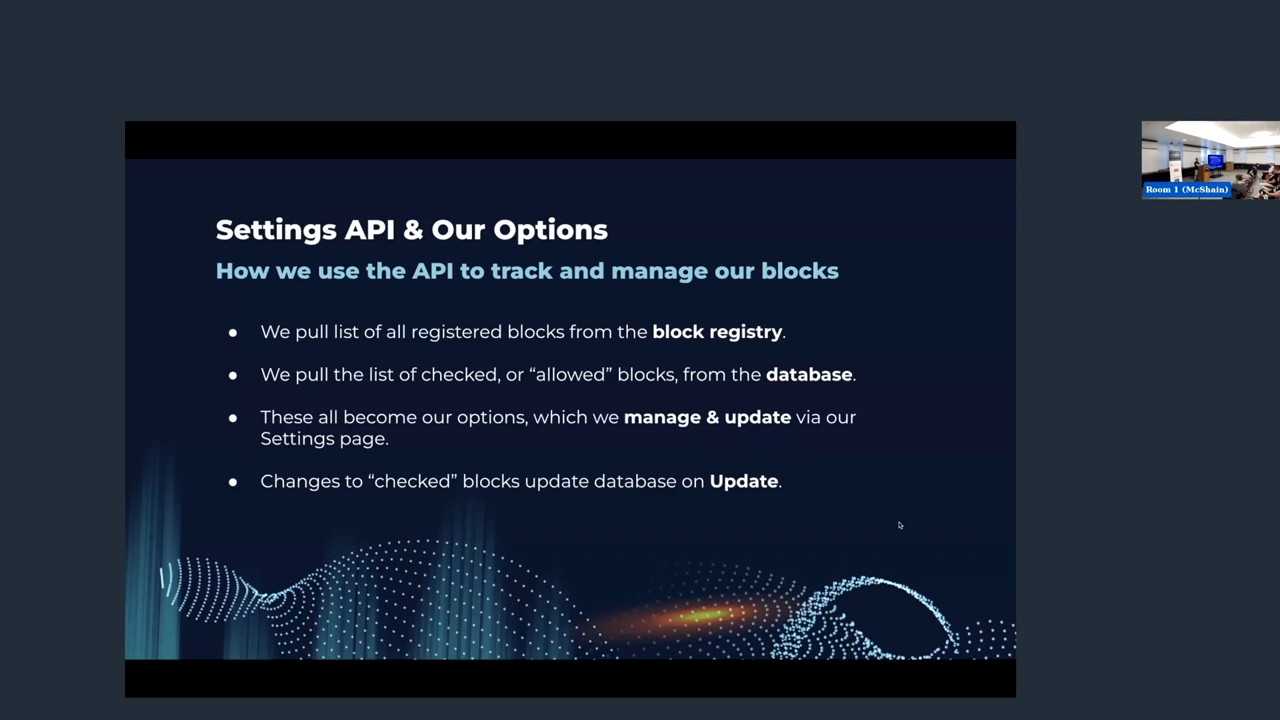 Settings API & Our Options
How we use the API to track and manage our blocks
● We pull list of all registered blocks from the block registry.
● We pull the list of checked, or “allowed” blocks, from the database.
● These all become our options, which we manage & update via our
Settings page.
● Changes to “checked” blocks update database on Update.
Room 1 (McShain)